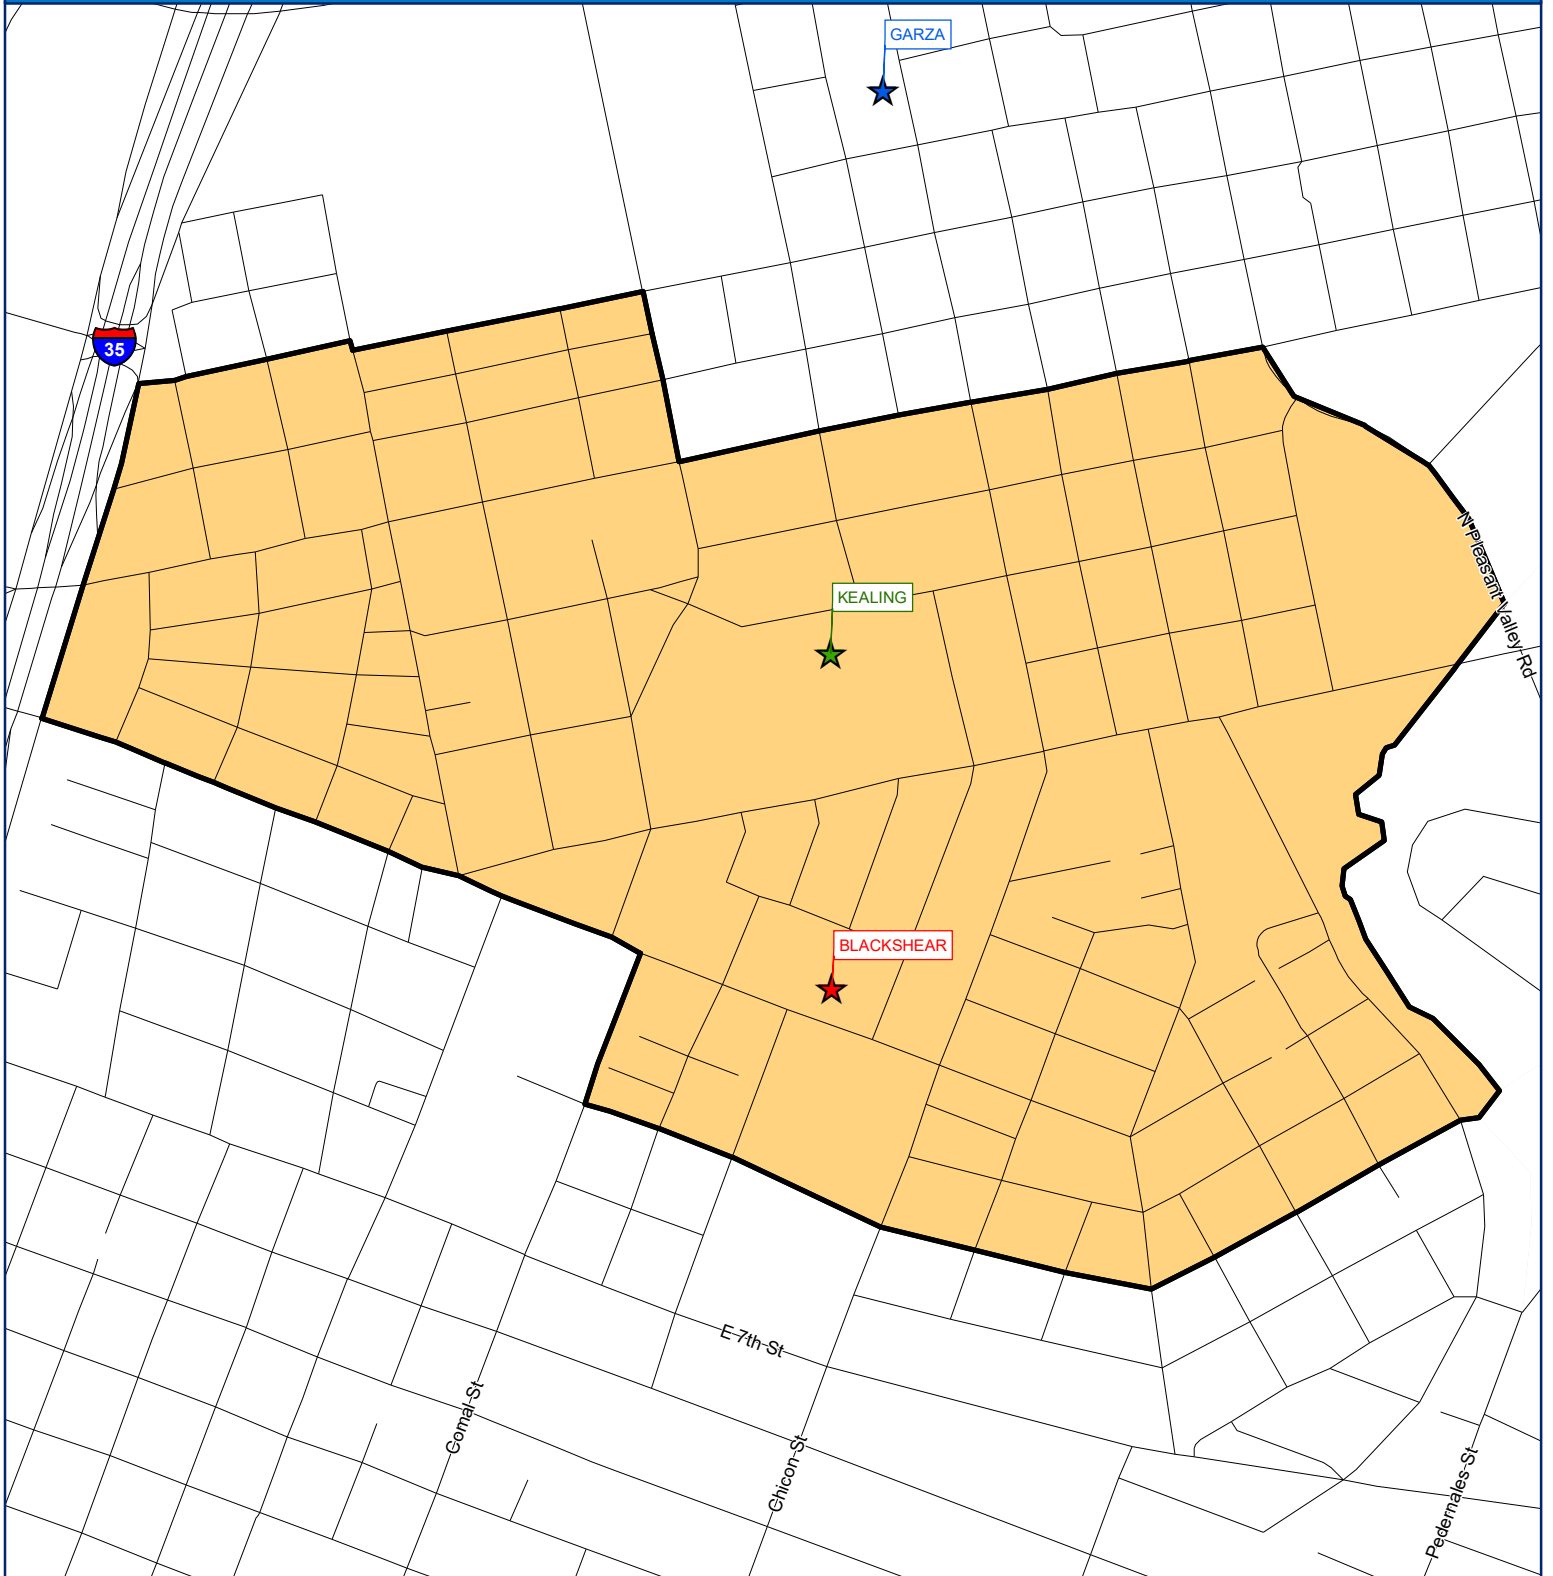 GARZA
35
N Pleasant Valley Rd
KEALING
BLACKSHEAR
E 7th St
Comal St
Chicon St
Pedernales St